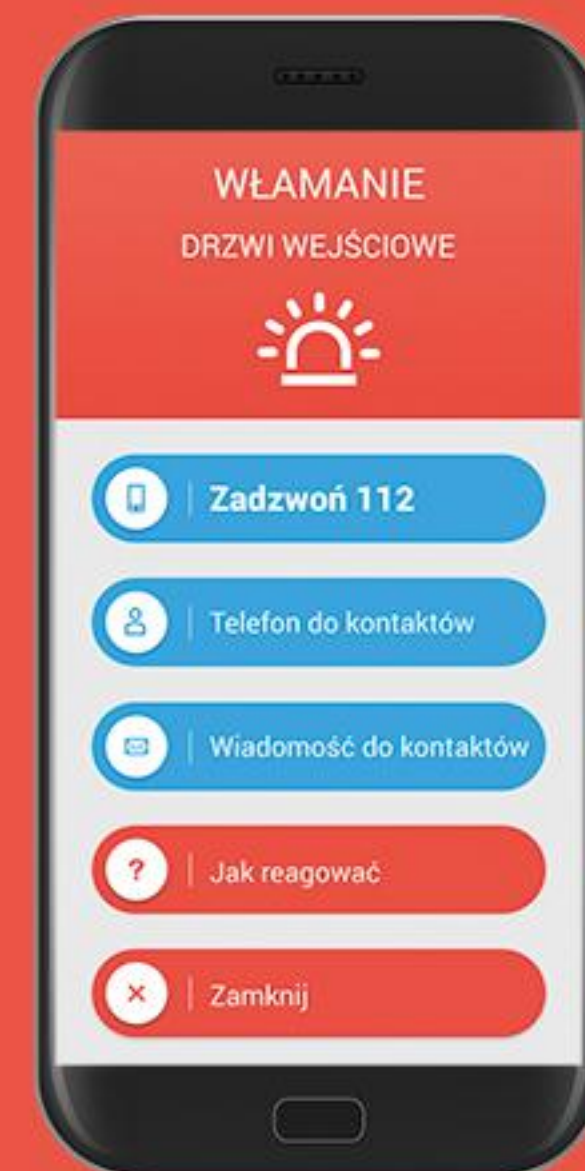 WŁAMANIE
DRZWI WEJŚCIOWE
Zadzwoń 112
Telefon do kontaktów
Wiadomość do kontaktów
Jak reagować
Zamknij